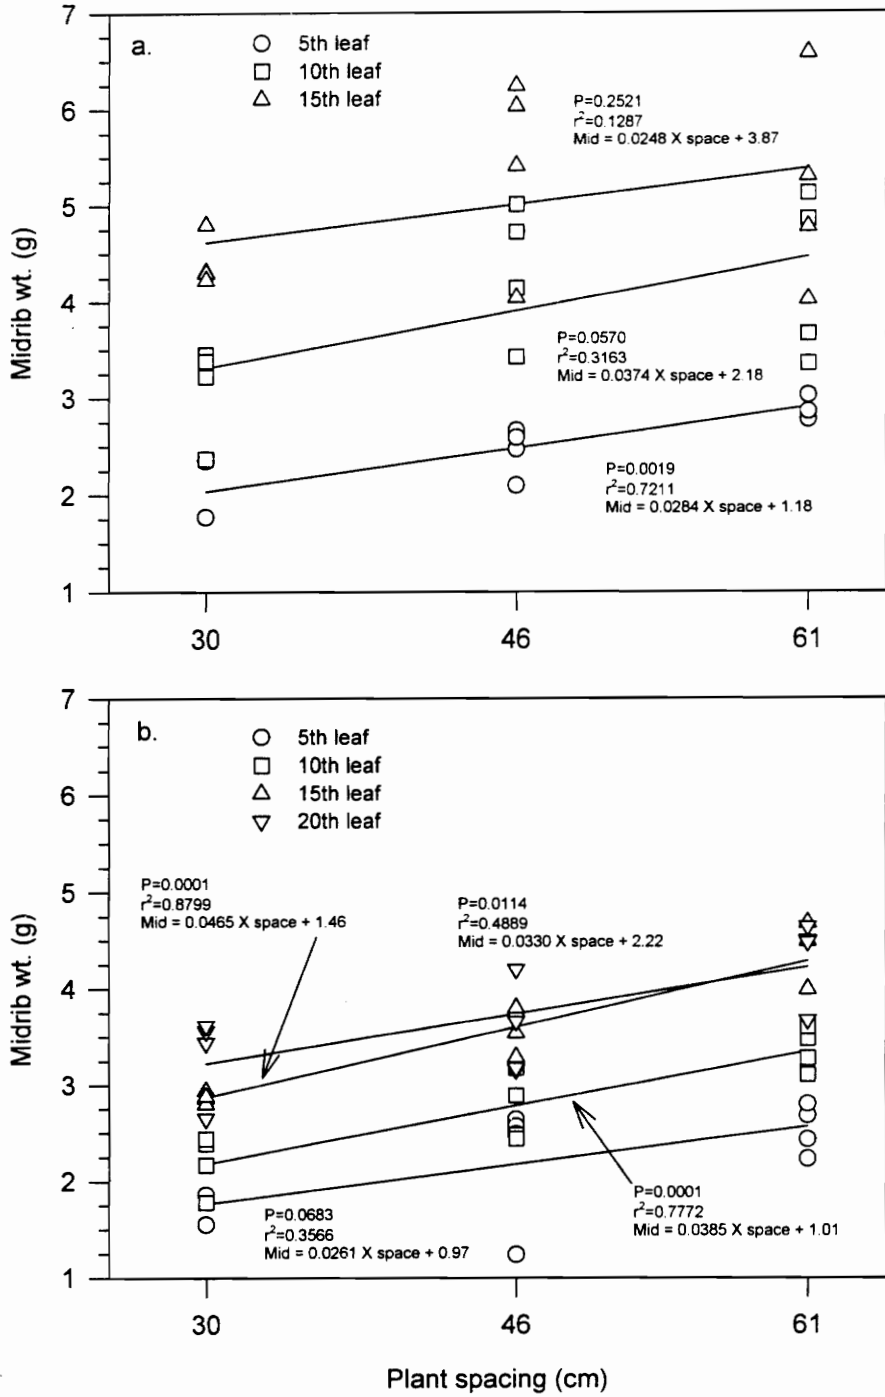 7
6
5
4
3
2
1
Midrib wt. (g)
a.
5th leaf
10th leaf
15th leaf
P=0.2521
r²=0.1287
Mid = 0.0248 X space + 3.87
P=0.0570
r²=0.3163
Mid = 0.0374 X space + 2.18
P=0.0019
r²=0.7211
Mid = 0.0284 X space + 1.18
30 46 61
7
6
5
4
3
2
1
Midrib wt. (g)
b.
5th leaf
10th leaf
15th leaf
20th leaf
P=0.0001
r²=0.8799
Mid = 0.0465 X space + 1.46
P=0.0114
r²=0.4889
Mid = 0.0330 X space + 2.22
P=0.0683
r²=0.3566
Mid = 0.0261 X space + 0.97
P=0.0001
r²=0.7772
Mid = 0.0385 X space + 1.01
30 46 61
Plant spacing (cm)